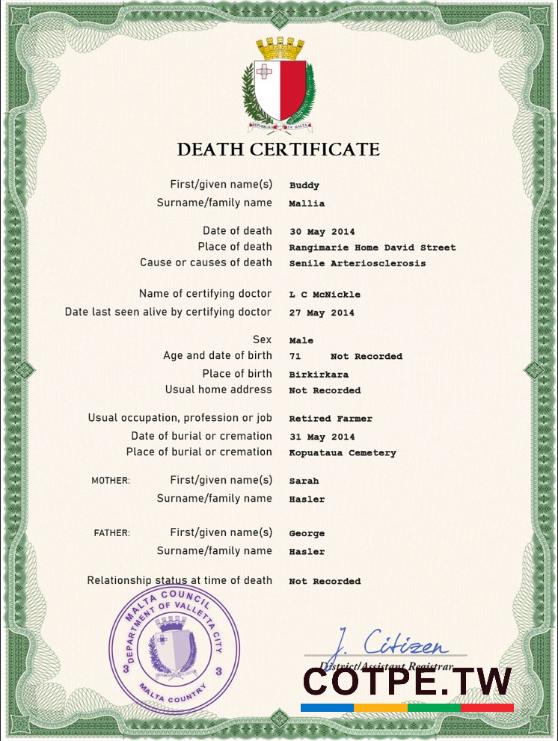 DEATH CERTIFICATE
First/given name(s) Buddy
Surname/family name Mallia
Date of death 30 May 2014
Place of death Rangimarie Home David Street
Cause or causes of death Senile Arteriosclerosis
Name of certifying doctor L C McNickle
Date last seen alive by certifying doctor 27 May 2014
Sex Male
Age and date of birth 71 Not Recorded
Place of birth Birkirkara
Usual home address Not Recorded
Usual occupation, profession or job Retired Farmer
Date of burial or cremation 31 May 2014
Place of burial or cremation Kopuataua Cemetery
MOTHER: First/given name(s) Sarah
Surname/family name Hasler
FATHER: First/given name(s) George
Surname/family name Hasler
Relationship status at time of death Not Recorded
MALTA COUNCIL
DEPARTMENT OF VALLETTA CITY
3 3
MALTA COUNTRY
J. Citizen
District/Assistant Registrar
COTPE.TW